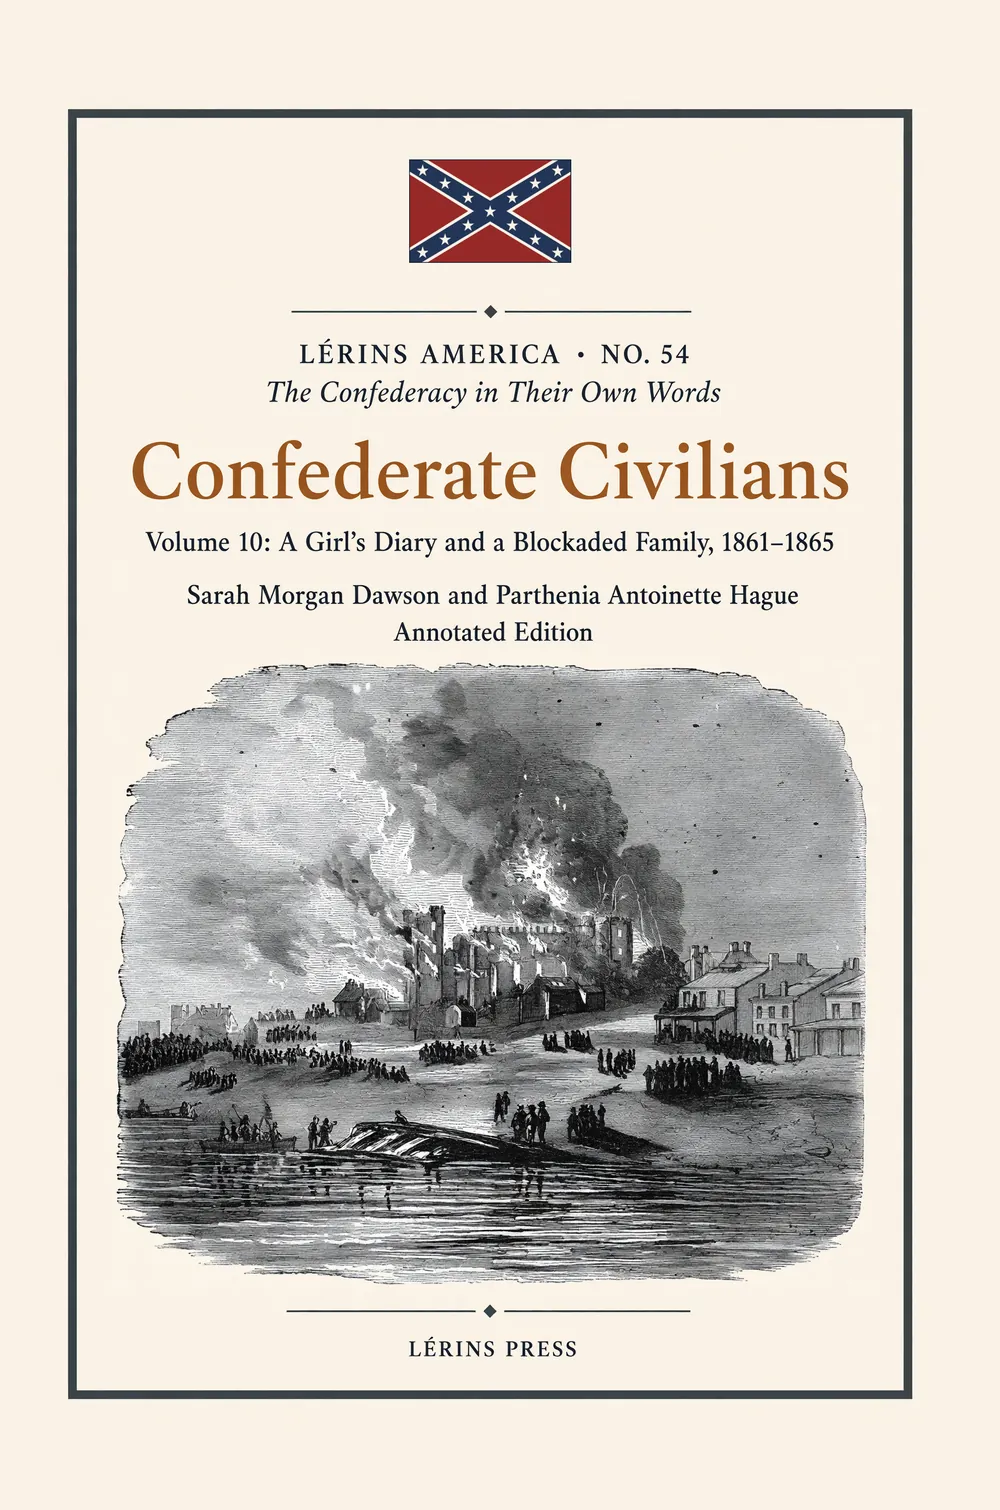 LÉRINS AMERICA • NO. 54
The Confederacy in Their Own Words
Confederate Civilians
Volume 10: A Girl’s Diary and a Blockaded Family, 1861–1865
Sarah Morgan Dawson and Parthenia Antoinette Hague
Annotated Edition
LÉRINS PRESS